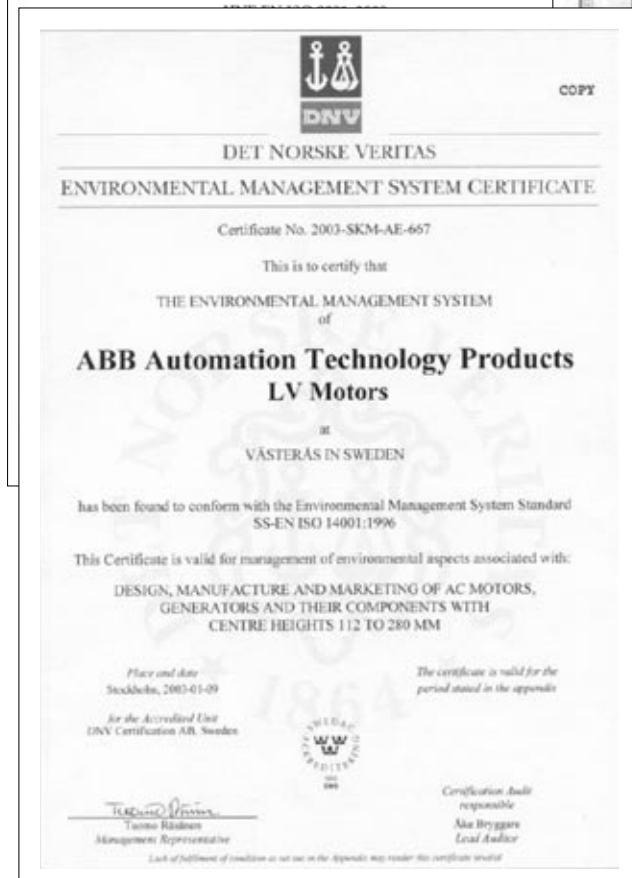 COPY
DNV
DET NORSKE VERITAS
ENVIRONMENTAL MANAGEMENT SYSTEM CERTIFICATE
Certificate No. 2003-SKM-AE-667
This is to certify that
THE ENVIRONMENTAL MANAGEMENT SYSTEM
of
ABB Automation Technology Products
LV Motors
at
VÄSTERÅS IN SWEDEN
has been found to conform with the Environmental Management System Standard
SS-EN ISO 14001:1996
This Certificate is valid for management of environmental aspects associated with:
DESIGN, MANUFACTURE AND MARKETING OF AC MOTORS,
GENERATORS AND THEIR COMPONENTS WITH
CENTRE HEIGHTS 112 TO 280 MM
Place and date
Stockholm, 2003-01-09
for the Accredited Unit
DNV Certification AB, Sweden
The certificate is valid for the
period stated in the appendix
DET NORSKE VERITAS
1864
SWEDAC
ACKREDITERING
Tuomo Räsänen
Management Representative
Certification Audit
responsible
Åke Bryggare
Lead Auditor
Lack of fulfilment of condition as set out in the Appendix may render this certificate invalid